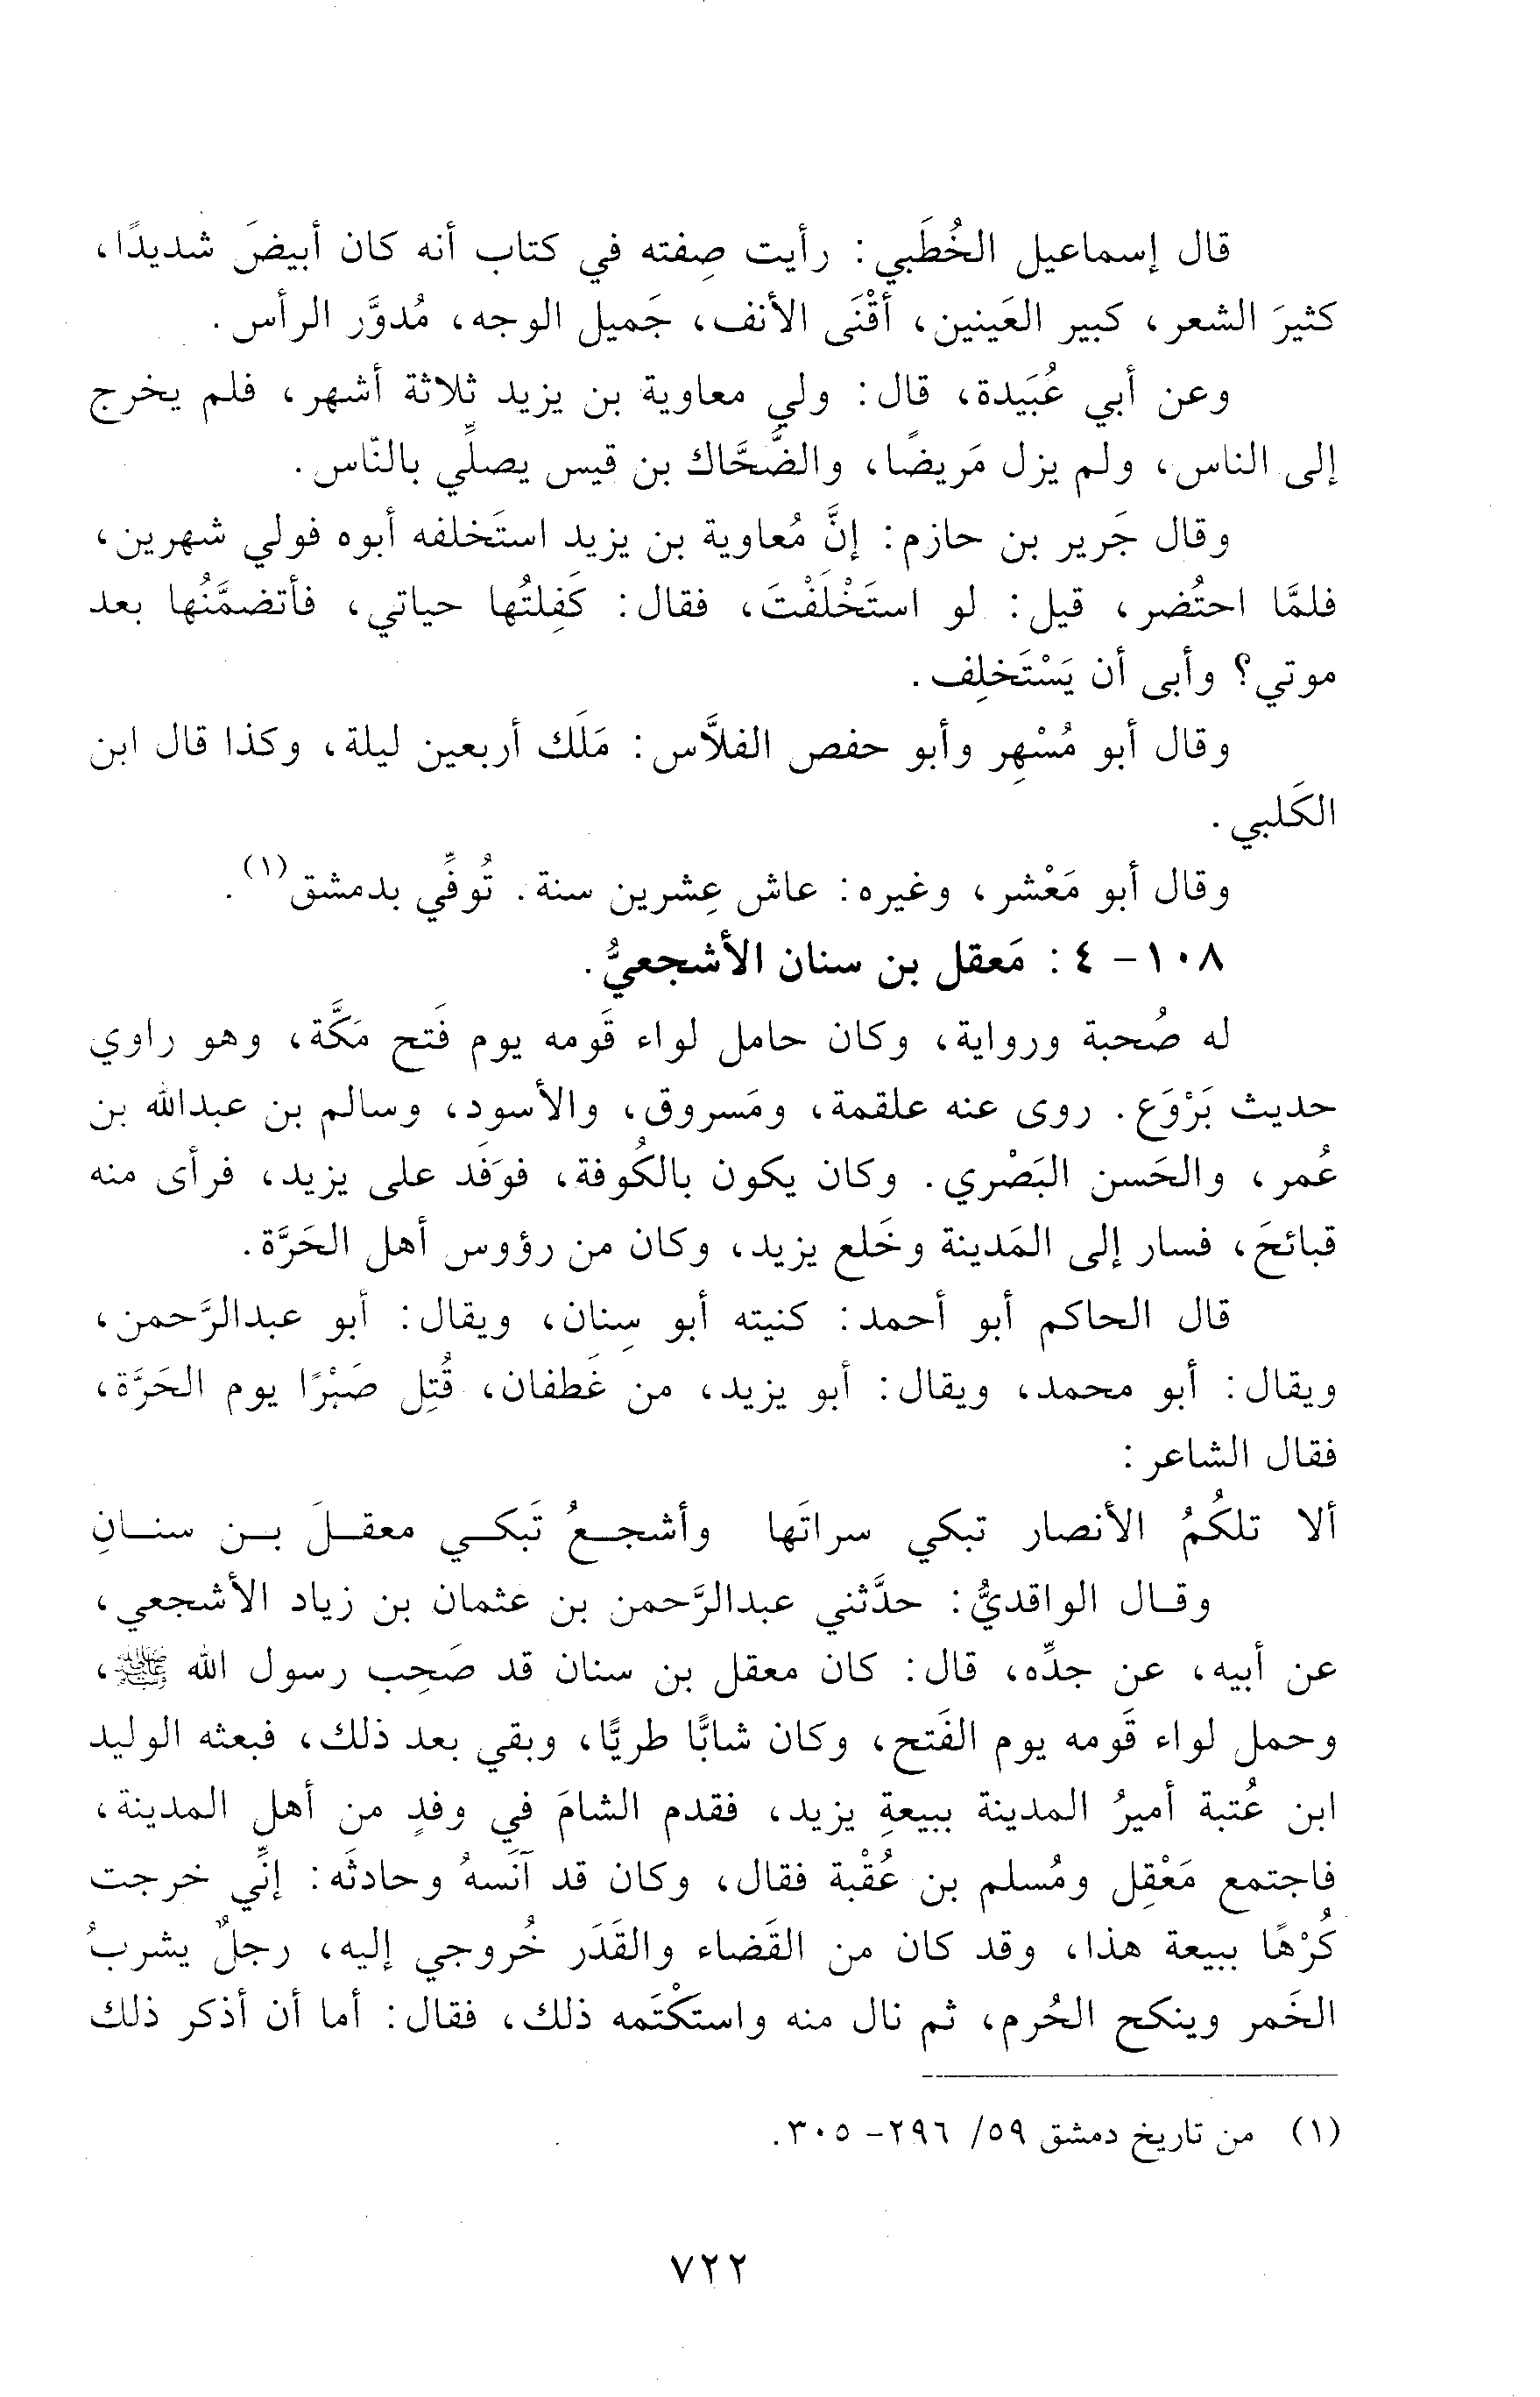 قال إسماعيل الخُطَبي: رأيت صِفته في كتاب أنه كان أبيضَ شديدًا،
كثيرَ الشعر، كبير العَينين، أقْنَى الأنف، جَميل الوجه، مُدوَّر الرأس.
وعن أبي عُبَيدة، قال: ولي معاوية بن يزيد ثلاثة أشهر، فلم يخرج
إلى الناس، ولم يزل مَريضًا، والضَّحَّاك بن قيس يصلِّي بالنّاس.
وقال جَرير بن حازم: إنَّ مُعاوية بن يزيد استَخلفه أبوه فولي شهرين،
فلمَّا احتُضر، قيل: لو استَخْلَفْتَ، فقال: كَفِلتُها حياتي، فأتضمَّنُها بعد
موتي؟ وأبى أن يَسْتَخلِف.
وقال أبو مُسْهِر وأبو حفص الفلاَّس: مَلَك أربعين ليلة، وكذا قال ابن
الكَلبي.
وقال أبو مَعْشر، وغيره: عاش عِشرين سنة. تُوفِّي بدمشق(١).
١٠٨- ٤: مَعقل بن سنان الأشجعيُّ.
له صُحبة ورواية، وكان حامل لواء قَومه يوم فَتح مَكَّة، وهو راوي
حديث بَرْوَع. روى عنه علقمة، ومَسروق، والأسود، وسالم بن عبدالله بن
عُمر، والحَسن البَصْري. وكان يكون بالكُوفة، فوَفَد على يزيد، فرأى منه
قبائحَ، فسار إلى المَدينة وخَلع يزيد، وكان من رؤوس أهل الحَرَّة.
قال الحاكم أبو أحمد: كنيته أبو سِنان، ويقال: أبو عبدالرَّحمن،
ويقال: أبو محمد، ويقال: أبو يزيد، من غَطفان، قُتِل صَبْرًا يوم الحَرَّة،
فقال الشاعر:
ألا تلكُمُ الأنصار تبكي سراتَها وأشجعُ تَبكي معقلَ بن سنانِ
وقال الواقديُّ: حدَّثني عبدالرَّحمن بن عثمان بن زياد الأشجعي،
عن أبيه، عن جدِّه، قال: كان معقل بن سنان قد صَحِب رسول الله ﷺ،
وحمل لواء قَومه يوم الفَتح، وكان شابًّا طريًّا، وبقي بعد ذلك، فبعثه الوليد
ابن عُتبة أميرُ المدينة ببيعةِ يزيد، فقدم الشامَ في وفدٍ من أهل المدينة،
فاجتمع مَعْقِل ومُسلم بن عُقْبة فقال، وكان قد آنَسهُ وحادثَه: إنِّي خرجت
كُرْهًا ببيعة هذا، وقد كان من القَضاء والقَدَر خُروجي إليه، رجلٌ يشربُ
الخَمر وينكح الحُرم، ثم نال منه واستَكْتَمه ذلك، فقال: أما أن أذكر ذلك
(١) من تاريخ دمشق ٥٩/ ٢٩٦- ٣٠٥.
٧٢٢